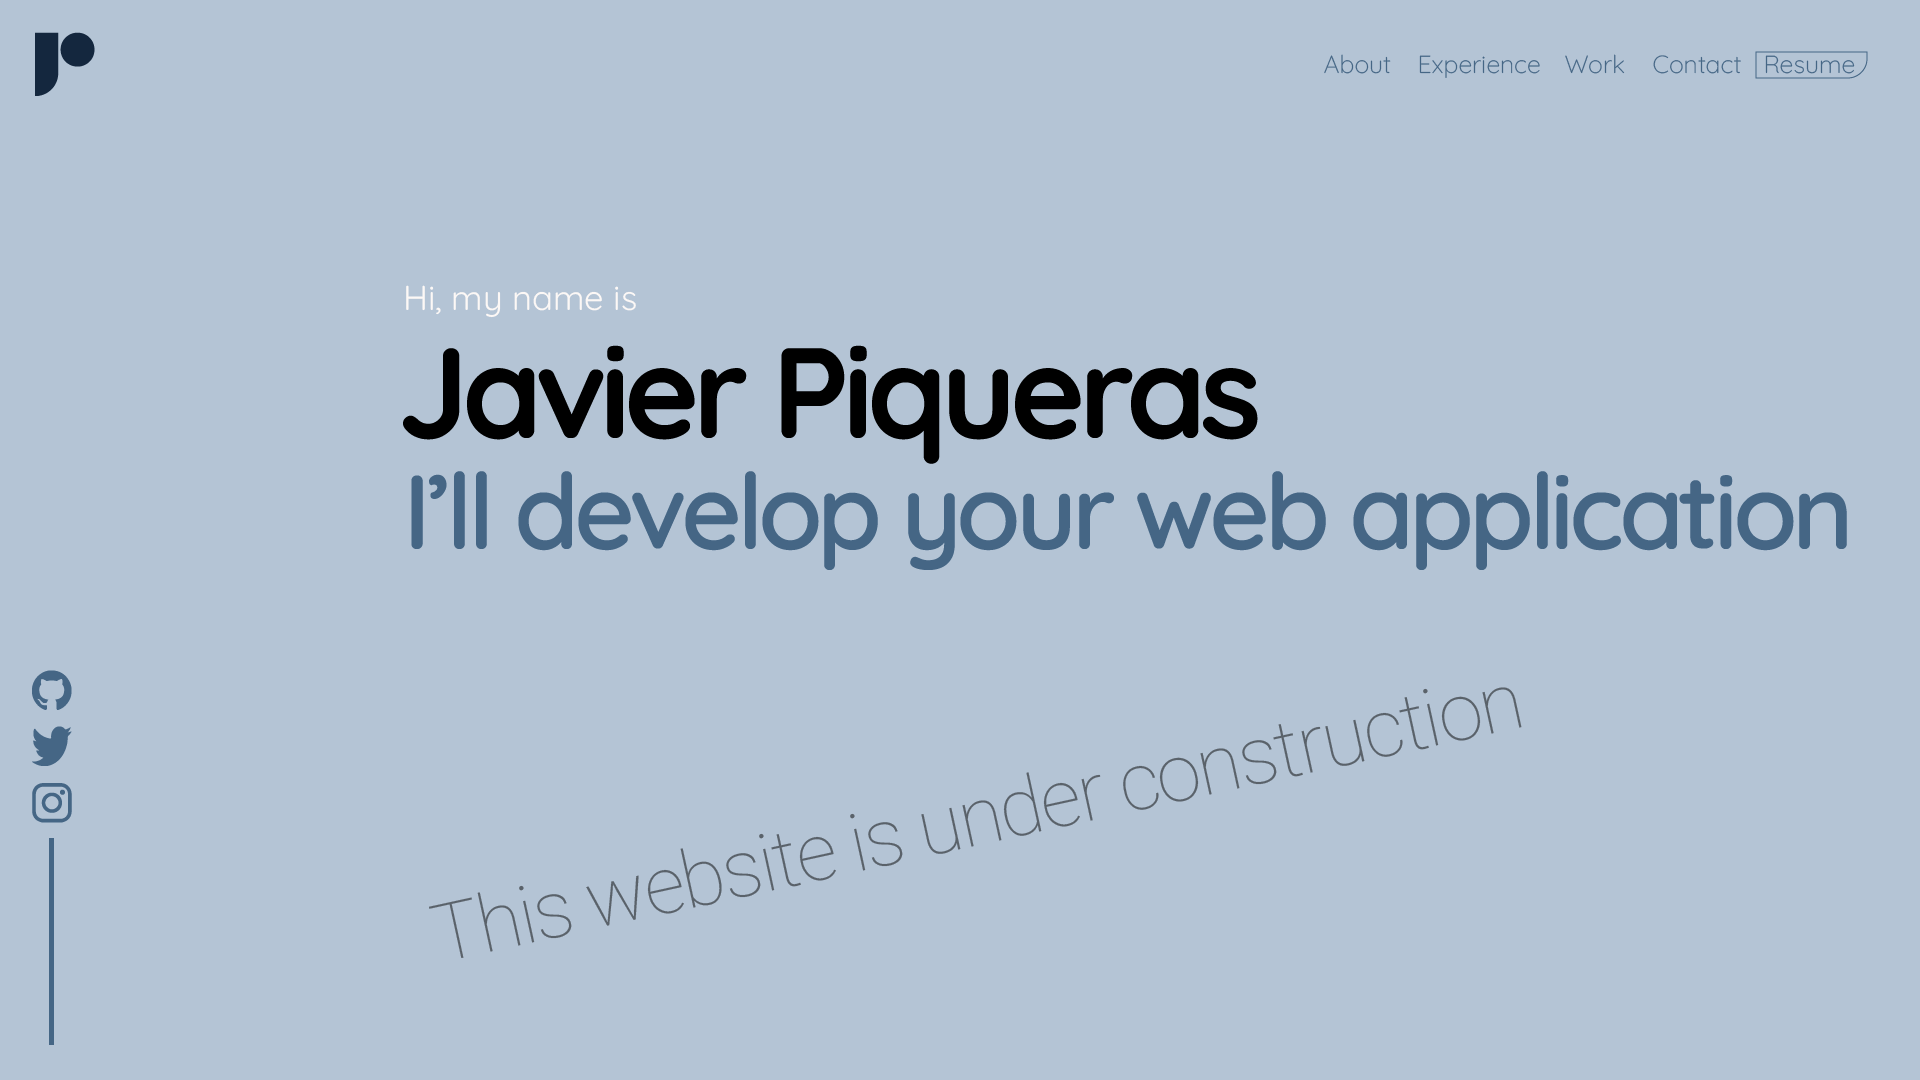 About Experience Work Contact Resume
Hi, my name is
Javier Piqueras
I’ll develop your web application
This website is under construction